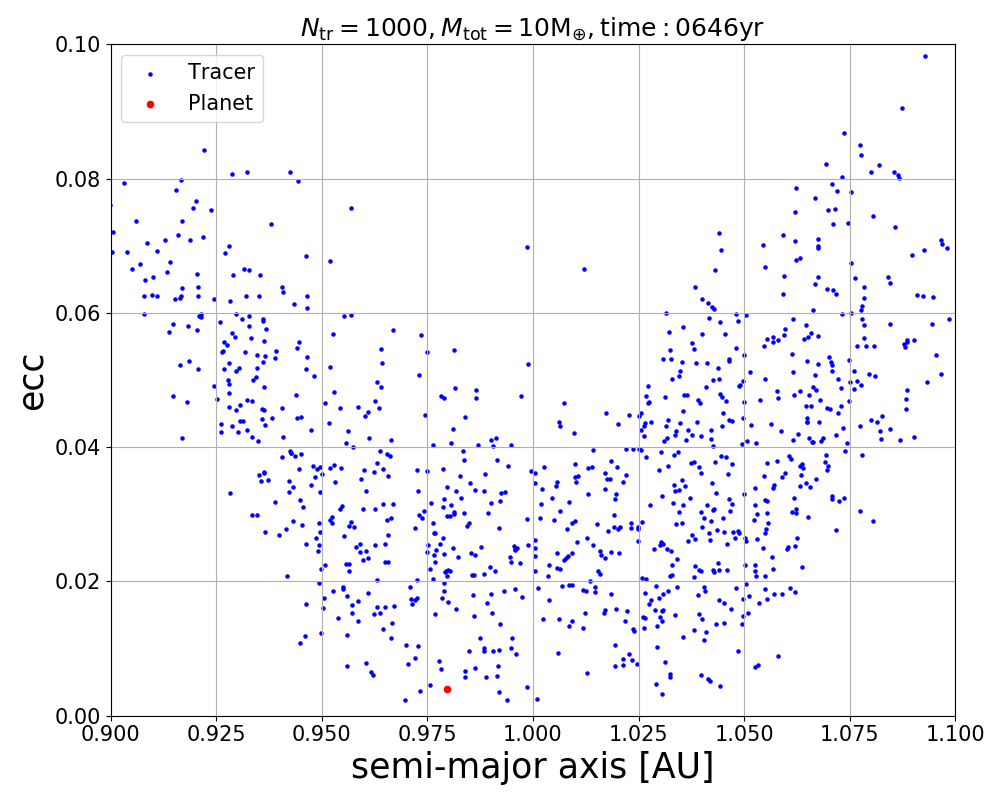 N_tr = 1000, M_tot = 10M_⊕, time : 0646yr
Tracer
Planet
ecc
0.10
0.08
0.06
0.04
0.02
0.00
0.900 0.925 0.950 0.975 1.000 1.025 1.050 1.075 1.100
semi-major axis [AU]